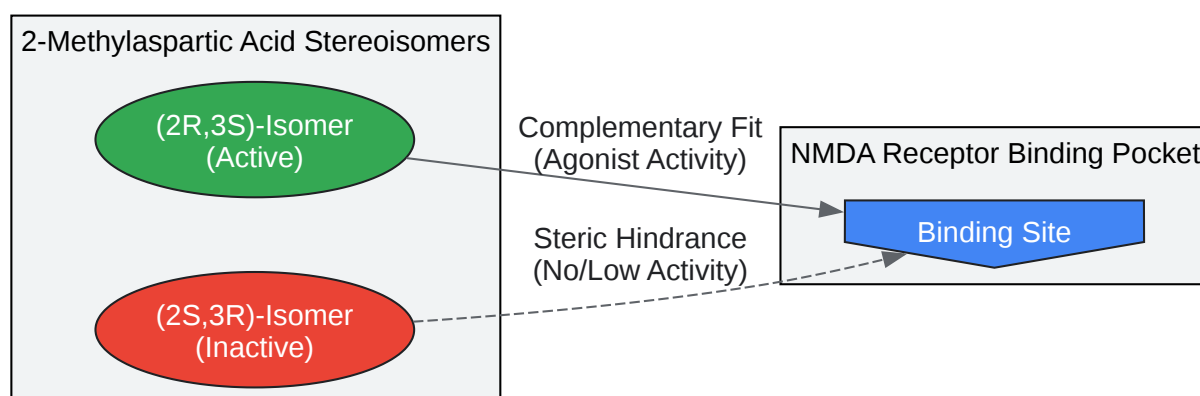 2-Methylaspartic Acid Stereoisomers
(2R,3S)-Isomer
(Active)
Complementary Fit
(Agonist Activity)
NMDA Receptor Binding Pocket
Binding Site
Steric Hindrance
(No/Low Activity)
(2S,3R)-Isomer
(Inactive)